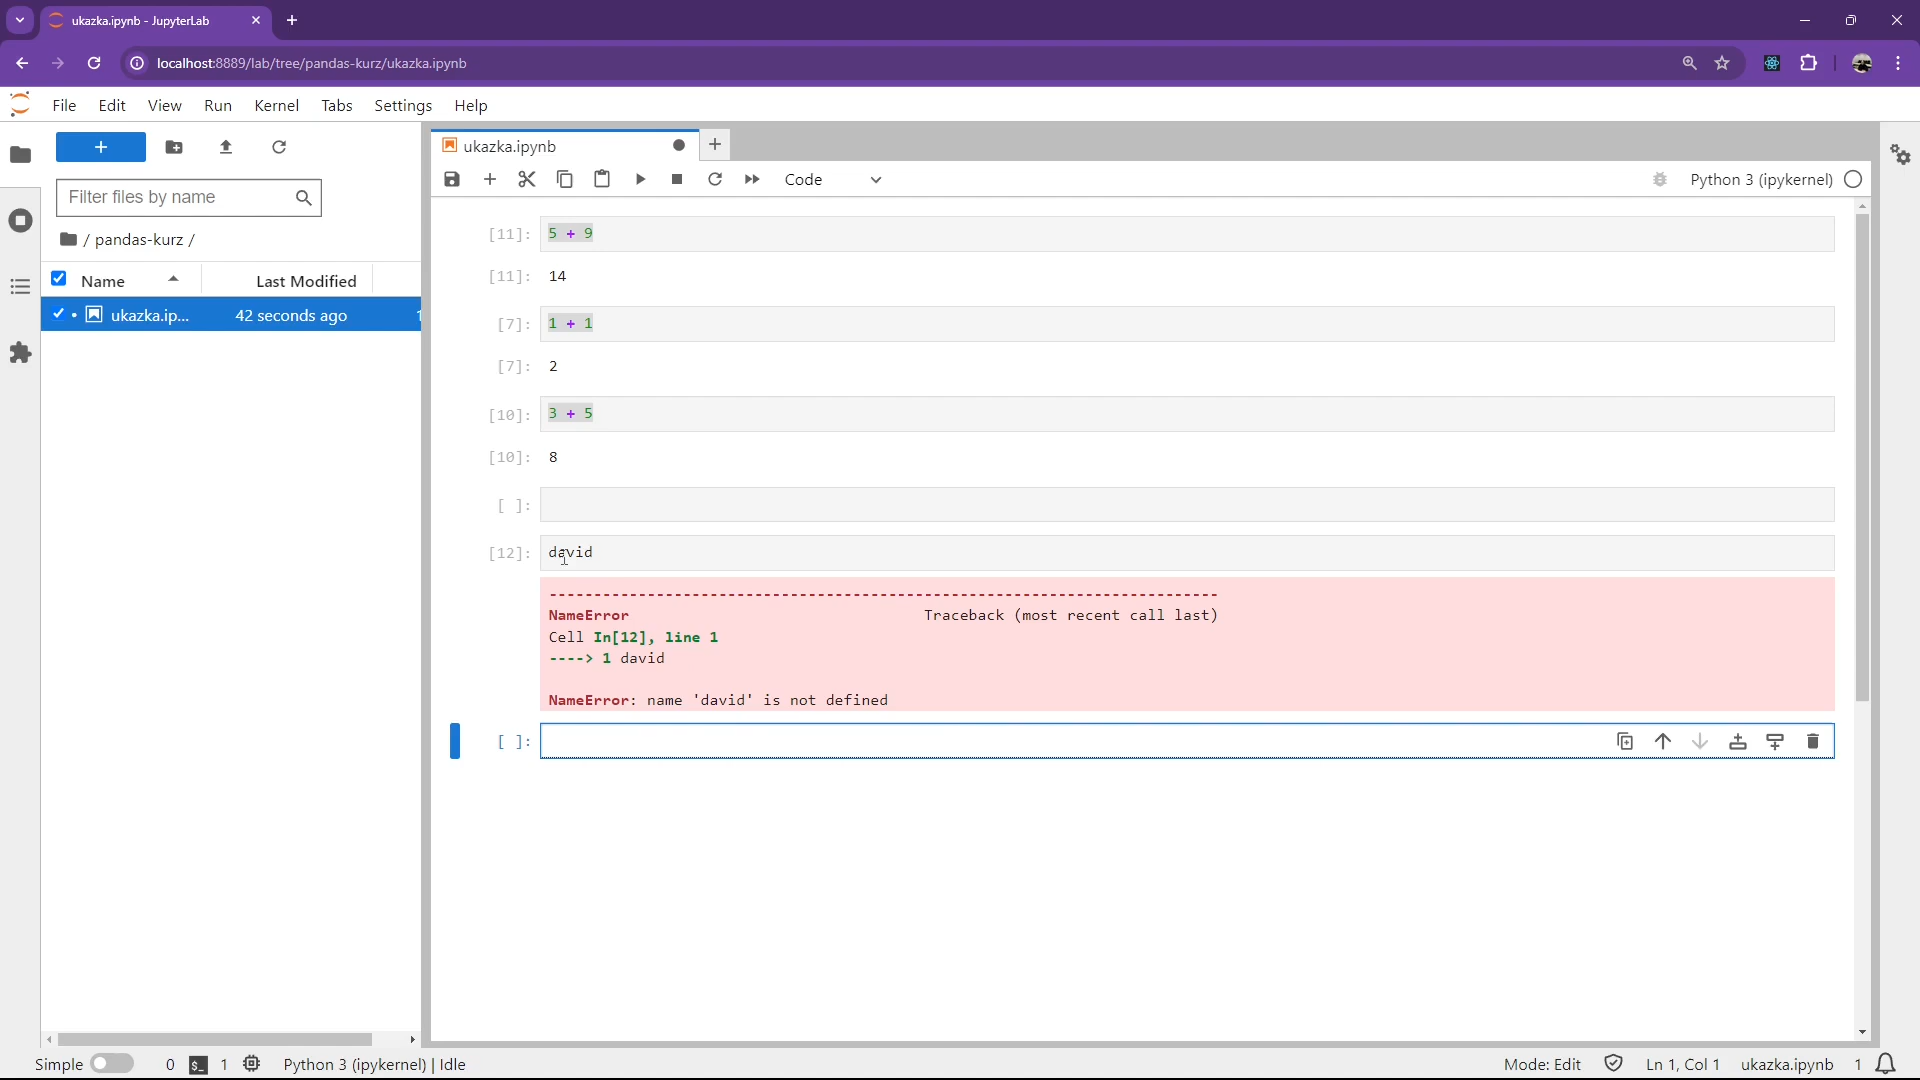 ukazka.ipynb - JupyterLab
localhost:8889/lab/tree/pandas-kurz/ukazka.ipynb
File Edit View Run Kernel Tabs Settings Help
ukazka.ipynb
Code
Python 3 (ipykernel)
Filter files by name
/ pandas-kurz /
Name Last Modified
ukazka.ip... 42 seconds ago 1
[11]: 5 + 9
[11]: 14
[7]: 1 + 1
[7]: 2
[10]: 3 + 5
[10]: 8
[ ]:
[12]: david
---------------------------------------------------------------------------
NameError Traceback (most recent call last)
Cell In[12], line 1
----> 1 david
NameError: name 'david' is not defined
[ ]:
Simple 0 $_ 1 Python 3 (ipykernel) | Idle Mode: Edit Ln 1, Col 1 ukazka.ipynb 1